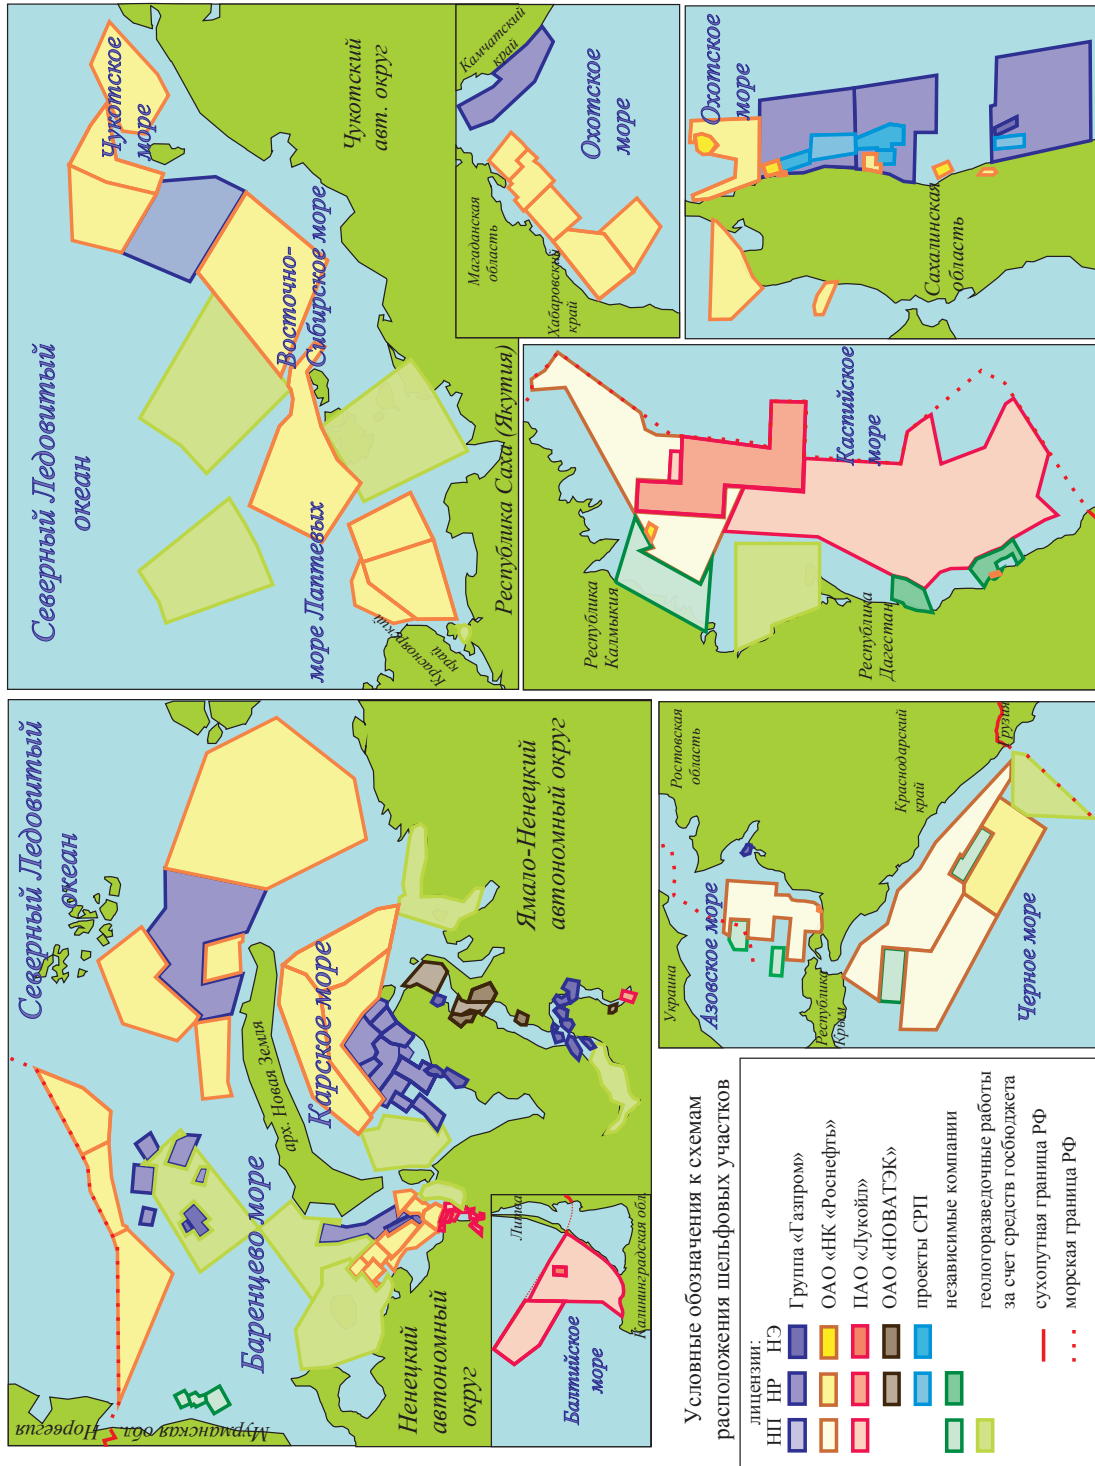 Северный Ледовитый
океан
Баренцево море
Карское море
арх. Новая Земля
Норвегия
Мурманская обл.
Ненецкий
автономный
округ
Ямало-Ненецкий
автономный округ
Балтийское
море
Литва
Калининградская обл.
Северный Ледовитый
океан
Чукотское
море
Восточно-
Сибирское море
море Лаптевых
Чукотский
авт. округ
Республика Саха (Якутия)
Красноярский
край
Камчатский
край
Охотское
море
Магаданская
область
Хабаровский
край
Охотское
море
Сахалинская
область
Каспийское
море
Республика
Калмыкия
Республика
Дагестан
Ростовская
область
Краснодарский
край
Грузия
Азовское море
Украина
Республика
Крым
Черное море
Условные обозначения к схемам
расположения шельфовых участков
лицензии:
НП НР НЭ
Группа «Газпром»
ОАО «НК «Роснефть»
ПАО «Лукойл»
ОАО «НОВАТЭК»
проекты СРП
независимые компании
геологоразведочные работы
за счет средств госбюджета
сухопутная граница РФ
морская граница РФ